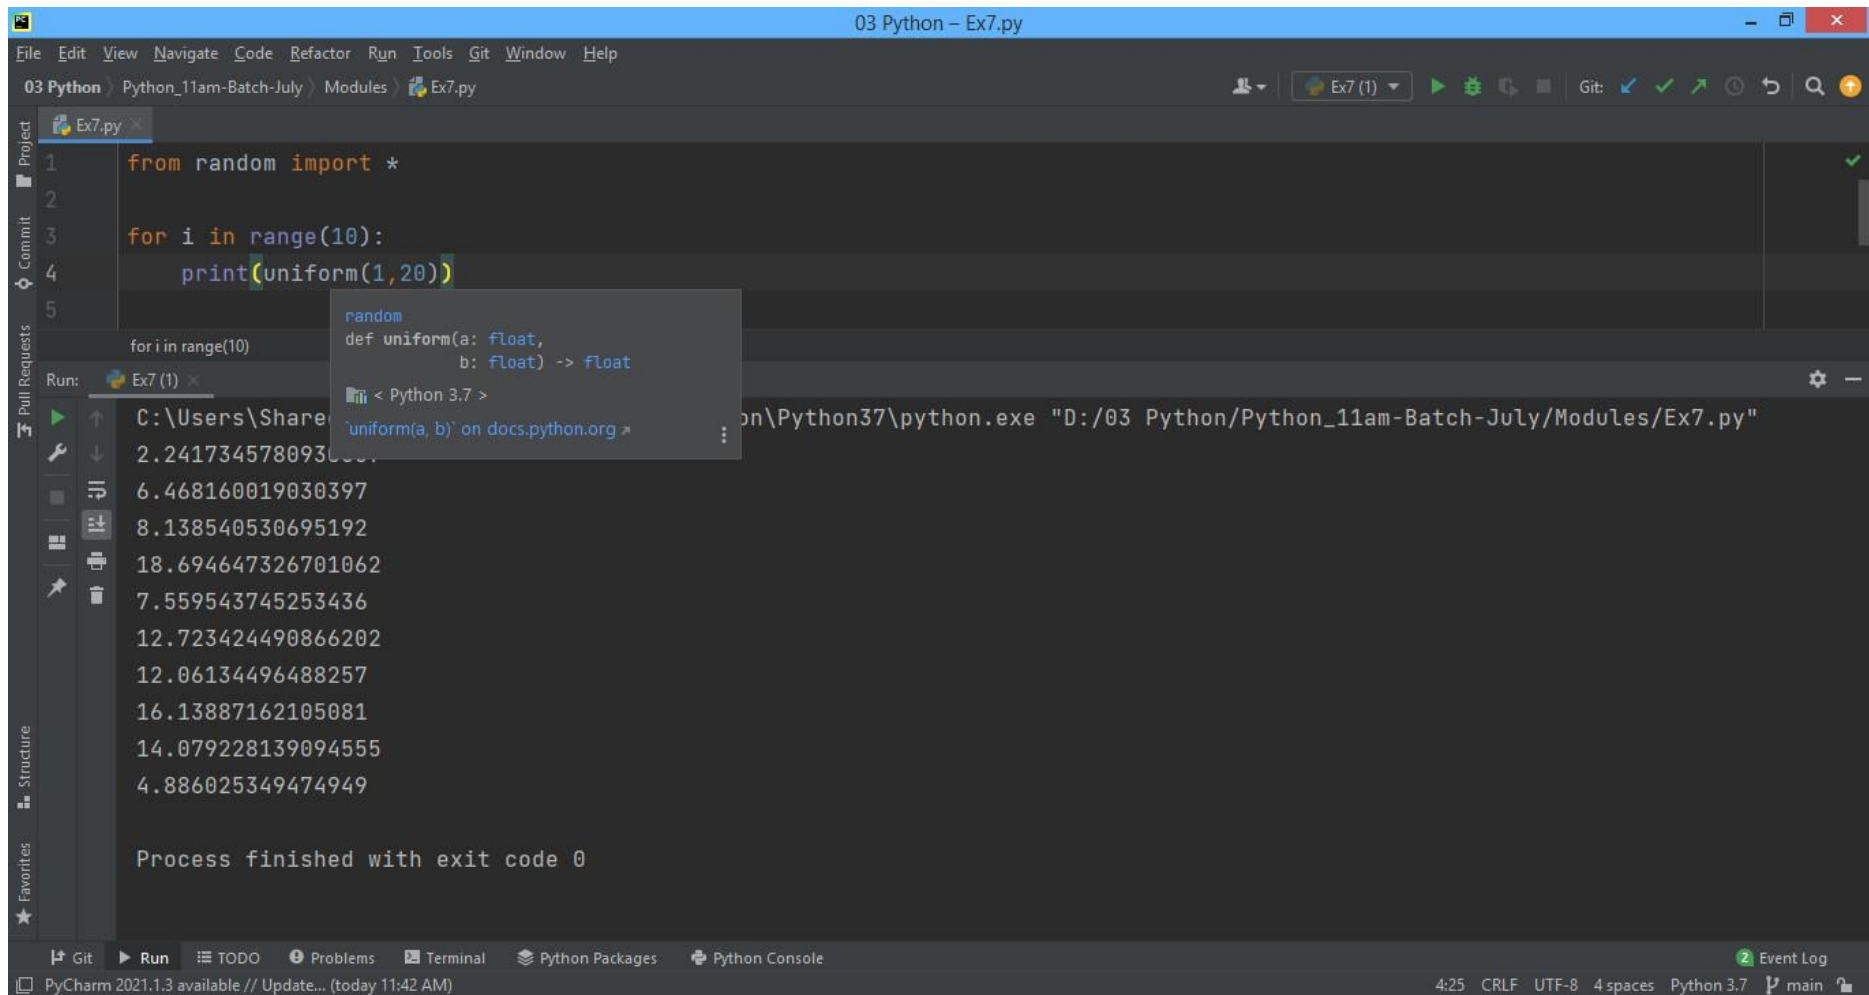 03 Python – Ex7.py
File Edit View Navigate Code Refactor Run Tools Git Window Help
03 Python Python_11am-Batch-July Modules Ex7.py
Ex7 (1)
Git:
Ex7.py
Project
Commit
Pull Requests
Structure
Favorites
1 from random import *
2
3 for i in range(10):
4 print(uniform(1,20))
5
for i in range(10)
random
def uniform(a: float,
b: float) -> float
< Python 3.7 >
`uniform(a, b)` on docs.python.org
Run: Ex7 (1)
C:\Users\Share on\Python37\python.exe "D:/03 Python/Python_11am-Batch-July/Modules/Ex7.py"
2.241734578093
6.468160019030397
8.138540530695192
18.694647326701062
7.559543745253436
12.723424490866202
12.06134496488257
16.13887162105081
14.079228139094555
4.886025349474949
Process finished with exit code 0
Git Run TODO Problems Terminal Python Packages Python Console
2 Event Log
PyCharm 2021.1.3 available // Update... (today 11:42 AM)
4:25 CRLF UTF-8 4 spaces Python 3.7 main